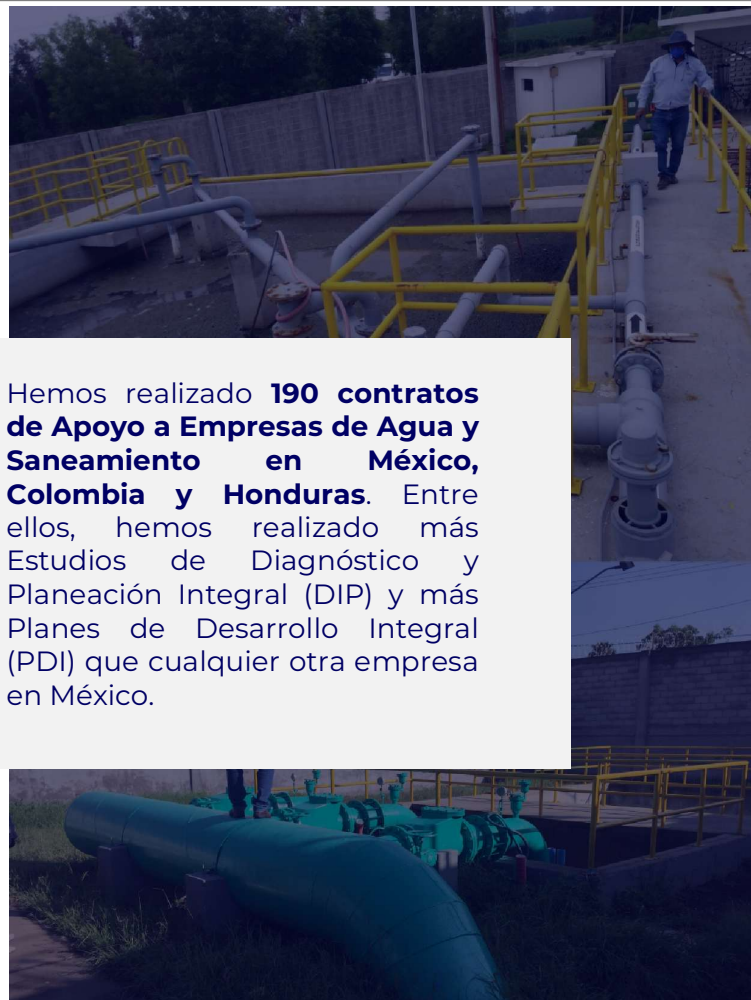 Hemos realizado 190 contratos
de Apoyo a Empresas de Agua y
Saneamiento en México,
Colombia y Honduras. Entre
ellos, hemos realizado más
Estudios de Diagnóstico y
Planeación Integral (DIP) y más
Planes de Desarrollo Integral
(PDI) que cualquier otra empresa
en México.